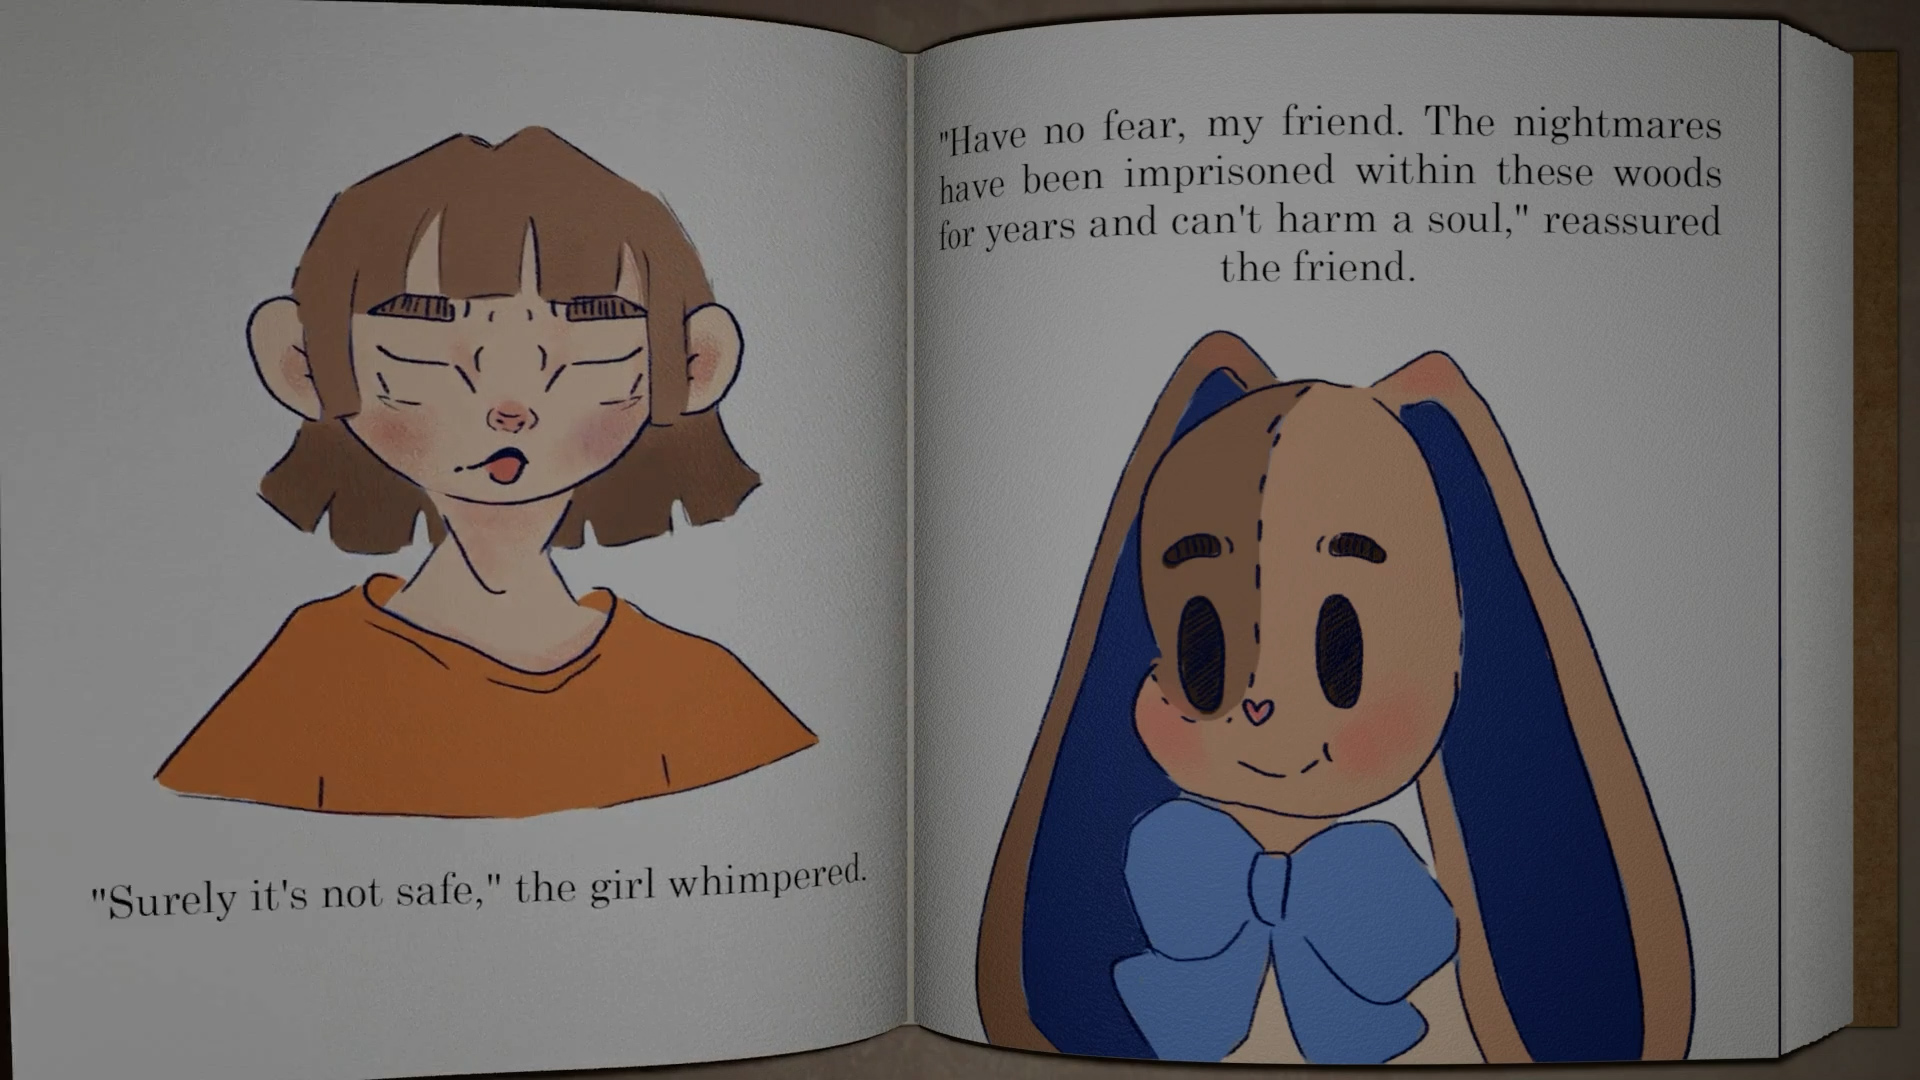 "Surely it's not safe," the girl whimpered.
"Have no fear, my friend. The nightmares
have been imprisoned within these woods
for years and can't harm a soul," reassured
the friend.